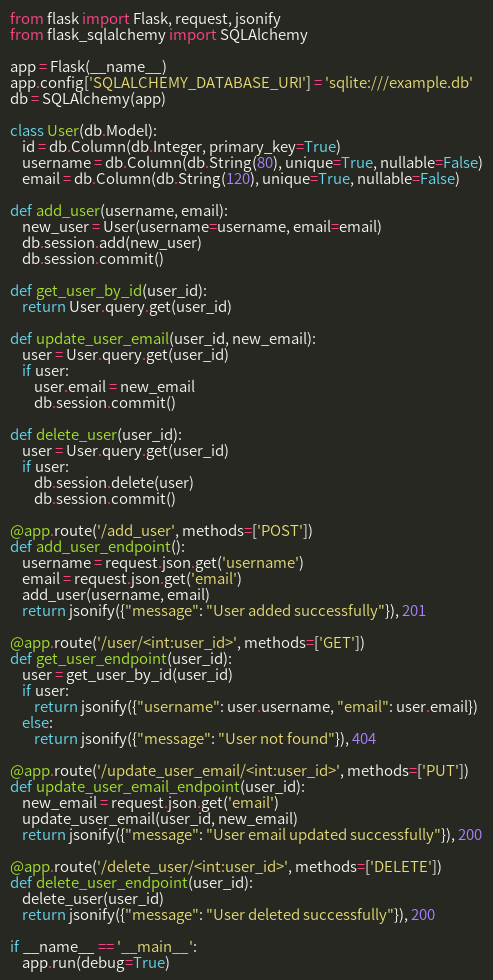 from flask import Flask, request, jsonify
from flask_sqlalchemy import SQLAlchemy

app = Flask(__name__)
app.config['SQLALCHEMY_DATABASE_URI'] = 'sqlite:///example.db'
db = SQLAlchemy(app)

class User(db.Model):
    id = db.Column(db.Integer, primary_key=True)
    username = db.Column(db.String(80), unique=True, nullable=False)
    email = db.Column(db.String(120), unique=True, nullable=False)

def add_user(username, email):
    new_user = User(username=username, email=email)
    db.session.add(new_user)
    db.session.commit()

def get_user_by_id(user_id):
    return User.query.get(user_id)

def update_user_email(user_id, new_email):
    user = User.query.get(user_id)
    if user:
        user.email = new_email
        db.session.commit()

def delete_user(user_id):
    user = User.query.get(user_id)
    if user:
        db.session.delete(user)
        db.session.commit()

@app.route('/add_user', methods=['POST'])
def add_user_endpoint():
    username = request.json.get('username')
    email = request.json.get('email')
    add_user(username, email)
    return jsonify({"message": "User added successfully"}), 201

@app.route('/user/<int:user_id>', methods=['GET'])
def get_user_endpoint(user_id):
    user = get_user_by_id(user_id)
    if user:
        return jsonify({"username": user.username, "email": user.email})
    else:
        return jsonify({"message": "User not found"}), 404

@app.route('/update_user_email/<int:user_id>', methods=['PUT'])
def update_user_email_endpoint(user_id):
    new_email = request.json.get('email')
    update_user_email(user_id, new_email)
    return jsonify({"message": "User email updated successfully"}), 200

@app.route('/delete_user/<int:user_id>', methods=['DELETE'])
def delete_user_endpoint(user_id):
    delete_user(user_id)
    return jsonify({"message": "User deleted successfully"}), 200

if __name__ == '__main__':
    app.run(debug=True)